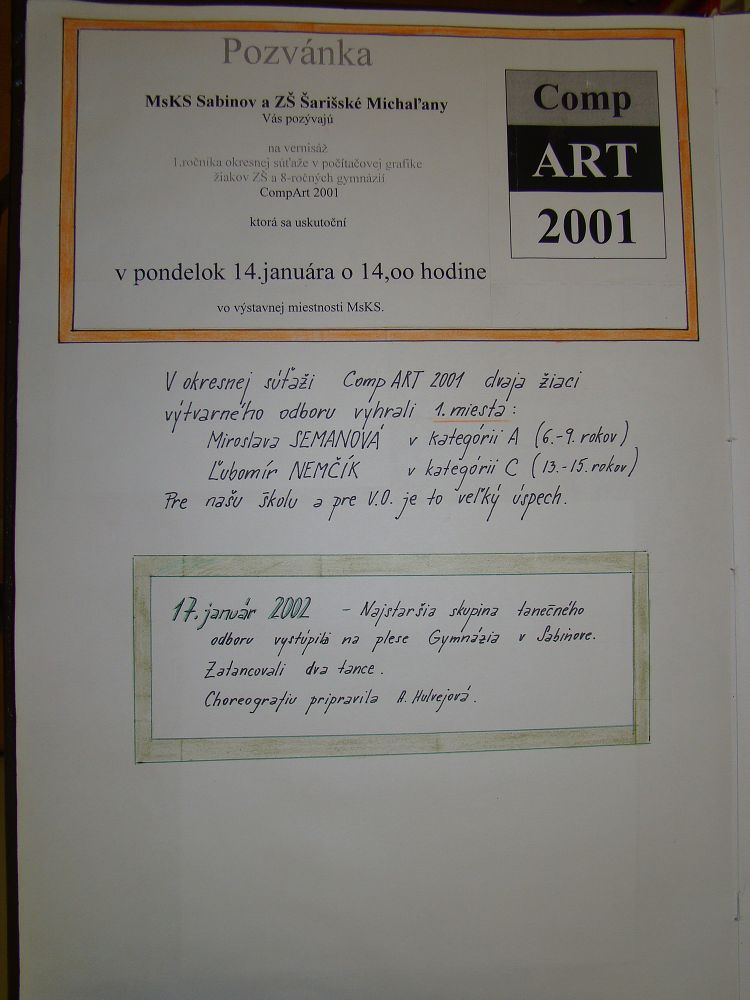 Pozvánka
MsKS Sabinov a ZŠ Šarišské Michaľany
Vás pozývajú
na vernisáž
1.ročníka okresnej súťaže v počítačovej grafike
žiakov ZŠ a 8-ročných gymnázií
CompArt 2001
ktorá sa uskutoční
v pondelok 14.januára o 14,oo hodine
vo výstavnej miestnosti MsKS.
Comp
ART
2001
V okresnej súťaži Comp ART 2001 dvaja žiaci
výtvarného odboru vyhrali 1. miesta :
Miroslava SEMANOVÁ v kategórii A (6.-9. rokov)
Ľubomír NEMČÍK v kategórii C (13.-15. rokov)
Pre našu školu a pre V.O. je to veľký úspech.
17. január 2002 - Najstaršia skupina tanečného
odboru vystúpila na plese Gymnázia v Sabinove.
Zatancovali dva tance.
Choreografiu pripravila A. Hulvejová.